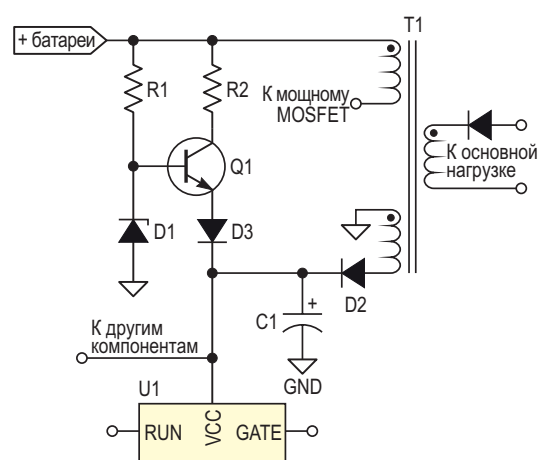 T1
+ батареи
R1
R2
К мощному
MOSFET
Q1
К основной
нагрузке
D1
D3
D2
+
C1
К другим
компонентам
GND
U1
RUN
VCC
GATE